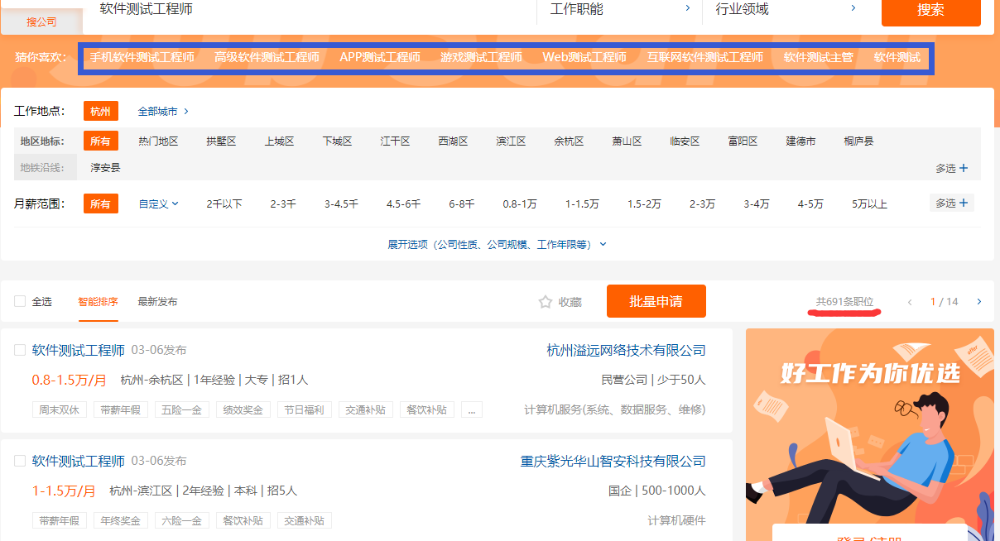 软件测试工程师 工作职能 行业领域 搜索
搜公司
猜你喜欢： 手机软件测试工程师 高级软件测试工程师 APP测试工程师 游戏测试工程师 Web测试工程师 互联网软件测试工程师 软件测试主管 软件测试
工作地点： 杭州 全部城市
地区地标： 所有 热门地区 拱墅区 上城区 下城区 江干区 西湖区 滨江区 余杭区 萧山区 临安区 富阳区 建德市 桐庐县
地铁沿线： 淳安县 多选
月薪范围： 所有 自定义 2千以下 2-3千 3-4.5千 4.5-6千 6-8千 0.8-1万 1-1.5万 1.5-2万 2-3万 3-4万 4-5万 5万以上 多选
展开选项（公司性质、公司规模、工作年限等）
全选 智能排序 最新发布 收藏 批量申请 共691条职位 1 / 14
软件测试工程师 03-06发布 杭州溢远网络技术有限公司
0.8-1.5万/月 杭州-余杭区 | 1年经验 | 大专 | 招1人 民营公司 | 少于50人
周末双休 带薪年假 五险一金 绩效奖金 节日福利 交通补贴 餐饮补贴 ... 计算机服务(系统、数据服务、维修)
软件测试工程师 03-06发布 重庆紫光华山智安科技有限公司
1-1.5万/月 杭州-滨江区 | 2年经验 | 本科 | 招5人 国企 | 500-1000人
带薪年假 年终奖金 六险一金 餐饮补贴 交通补贴 计算机硬件
好工作为你优选
offer
登录/注册